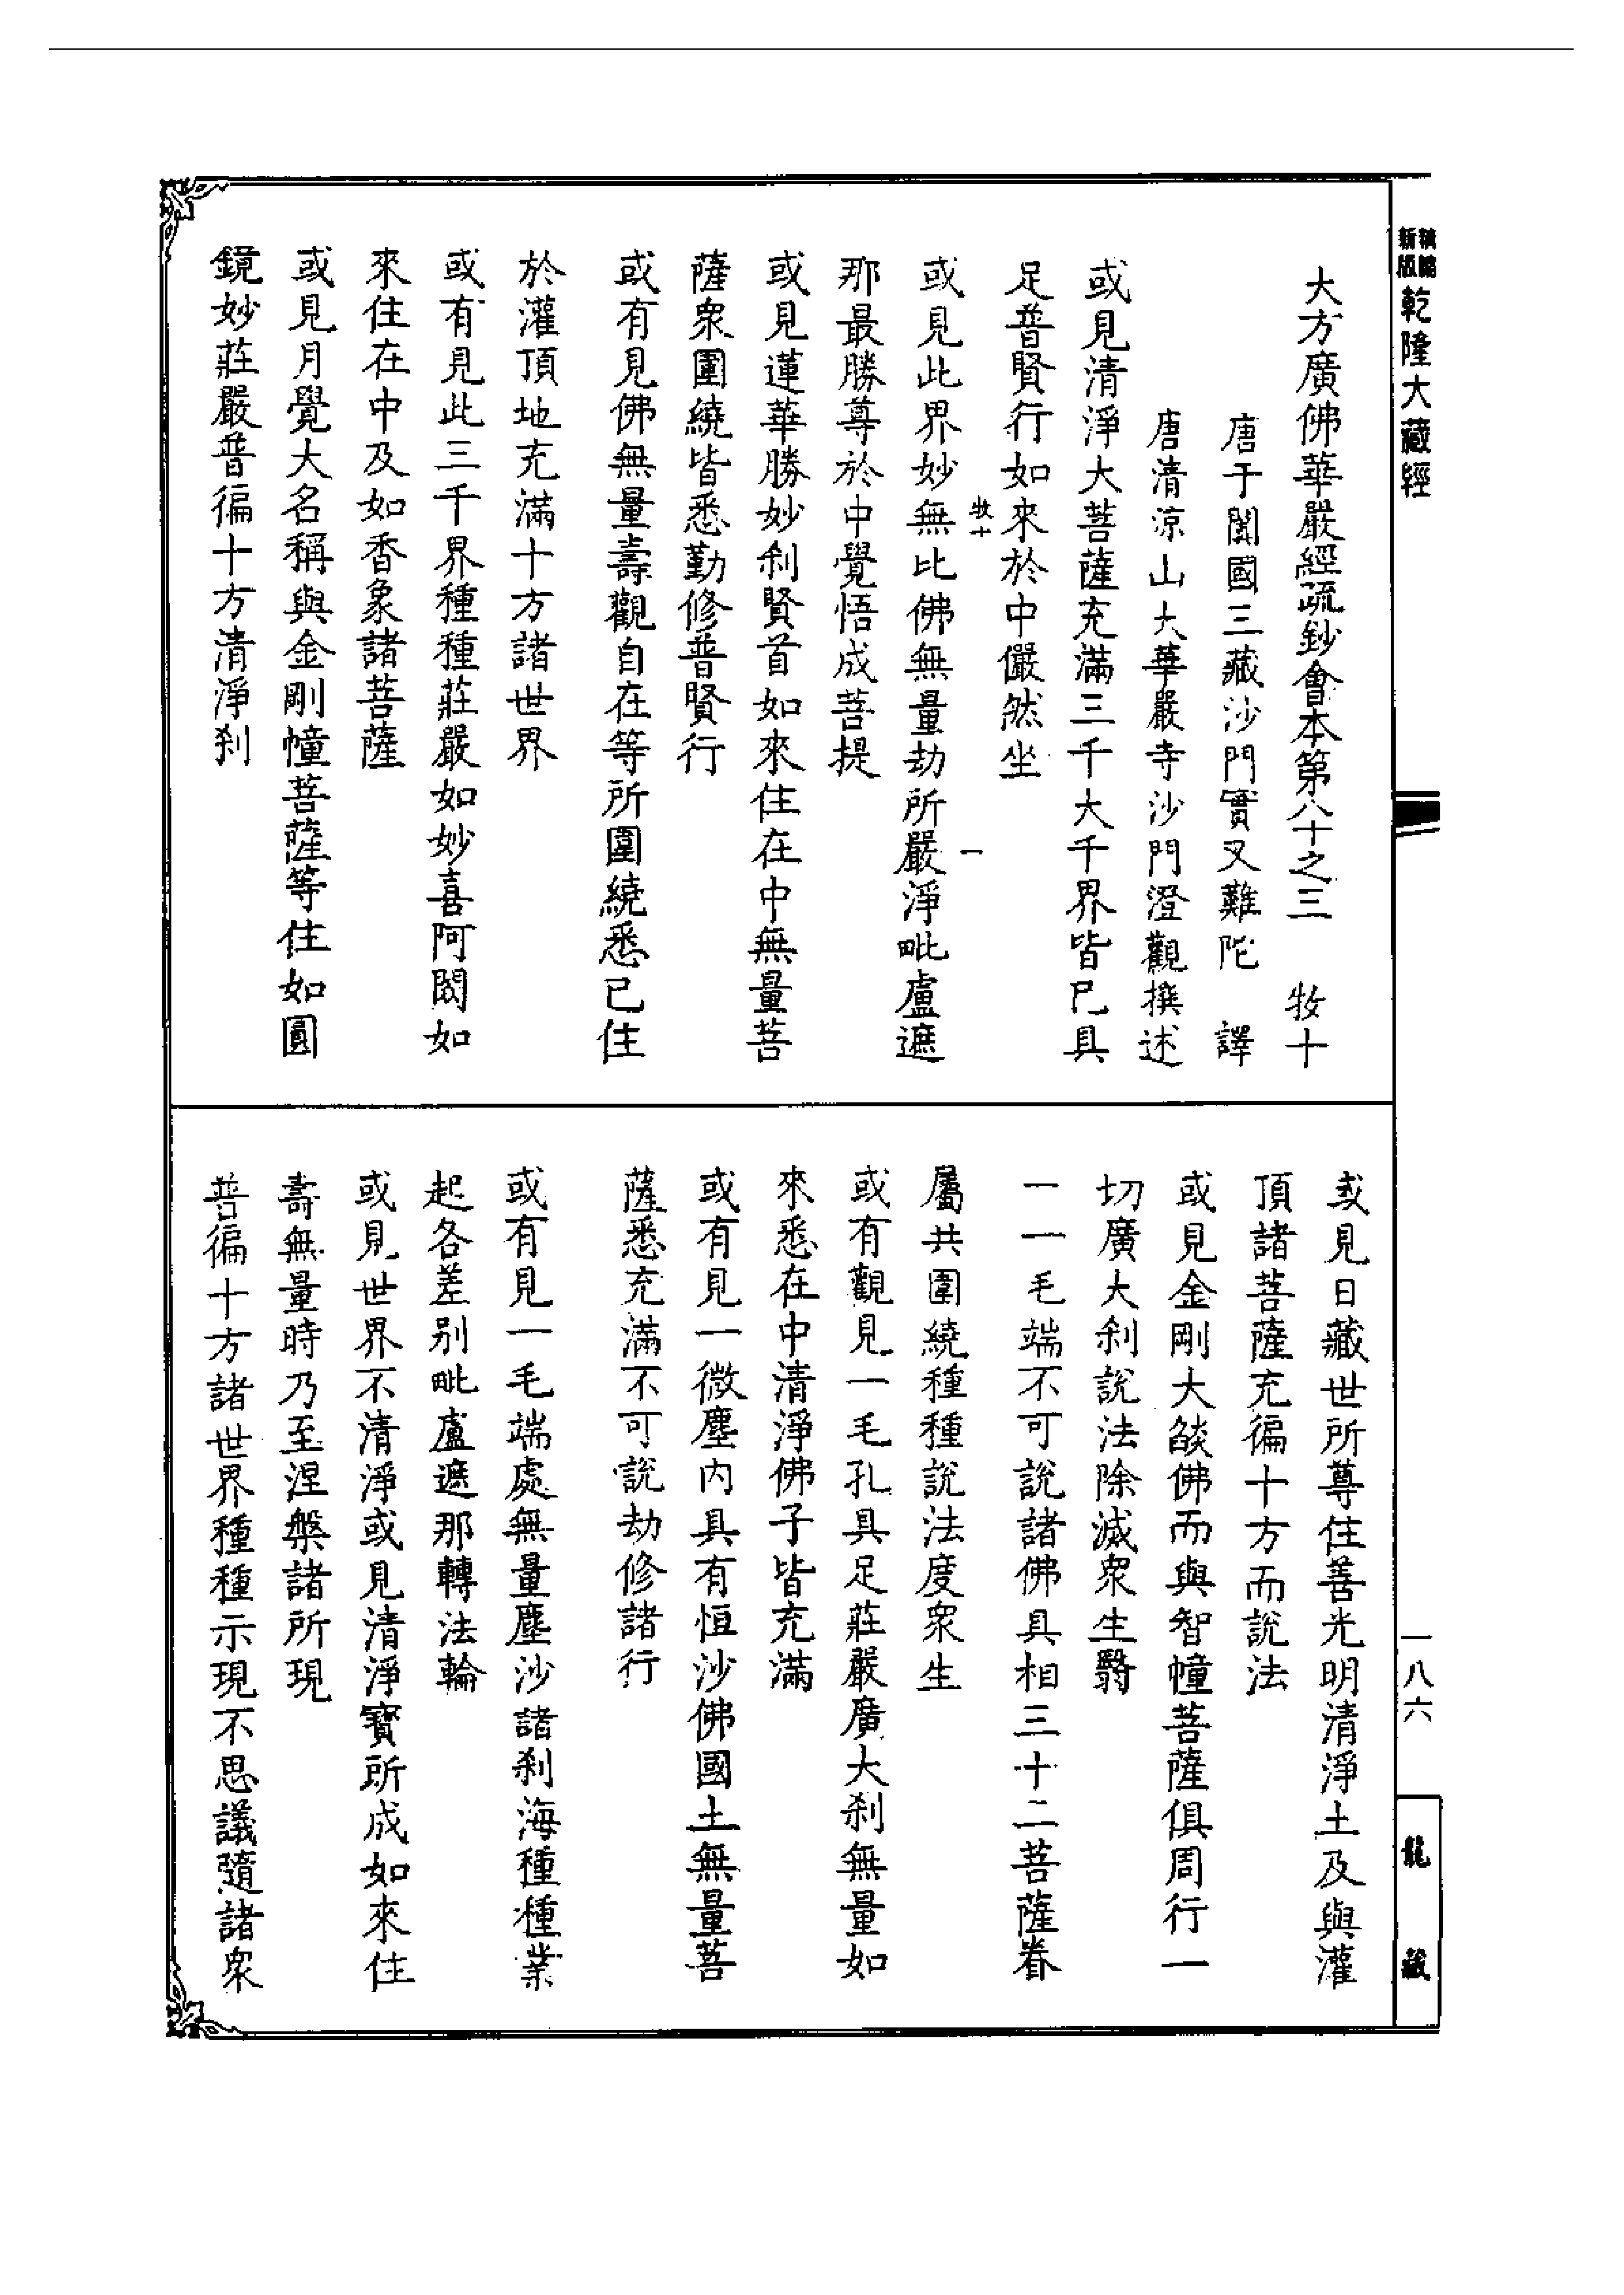 新版精縮乾隆大藏經
大方廣佛華嚴經疏鈔會本第八十之三　牧十
唐于闐國三藏沙門實叉難陀　譯
唐清涼山大華嚴寺沙門澄觀撰述
或見清淨大菩薩充滿三千大千界皆已具
足普賢行如來於中儼然坐
牧十　一
或見此界妙無比佛無量劫所嚴淨毗盧遮
那最勝尊於中覺悟成菩提
或見蓮華勝妙刹賢首如來住在中無量菩
薩衆圍繞皆悉勤修普賢行
或有見佛無量壽觀自在等所圍繞悉已住
於灌頂地充滿十方諸世界
或有見此三千界種種莊嚴如妙喜阿閦如
來住在中及如香象諸菩薩
或見月覺大名稱與金剛幢菩薩等住如圓
鏡妙莊嚴普徧十方清淨刹
或見日藏世所尊住善光明清淨土及與灌
頂諸菩薩充徧十方而說法
或見金剛大燄佛而與智幢菩薩俱周行一
切廣大刹說法除滅衆生翳
一一毛端不可說諸佛具相三十二菩薩眷
屬共圍繞種種說法度衆生
或有觀見一毛孔具足莊嚴廣大刹無量如
來悉在中清淨佛子皆充滿
或有見一微塵內具有恒沙佛國土無量菩
薩悉充滿不可說劫修諸行
或有見一毛端處無量塵沙諸刹海種種業
起各差别毗盧遮那轉法輪
或見世界不清淨或見清淨寶所成如來住
壽無量時乃至涅槃諸所現
普徧十方諸世界種種示現不思議隨諸衆
一八六
龍藏